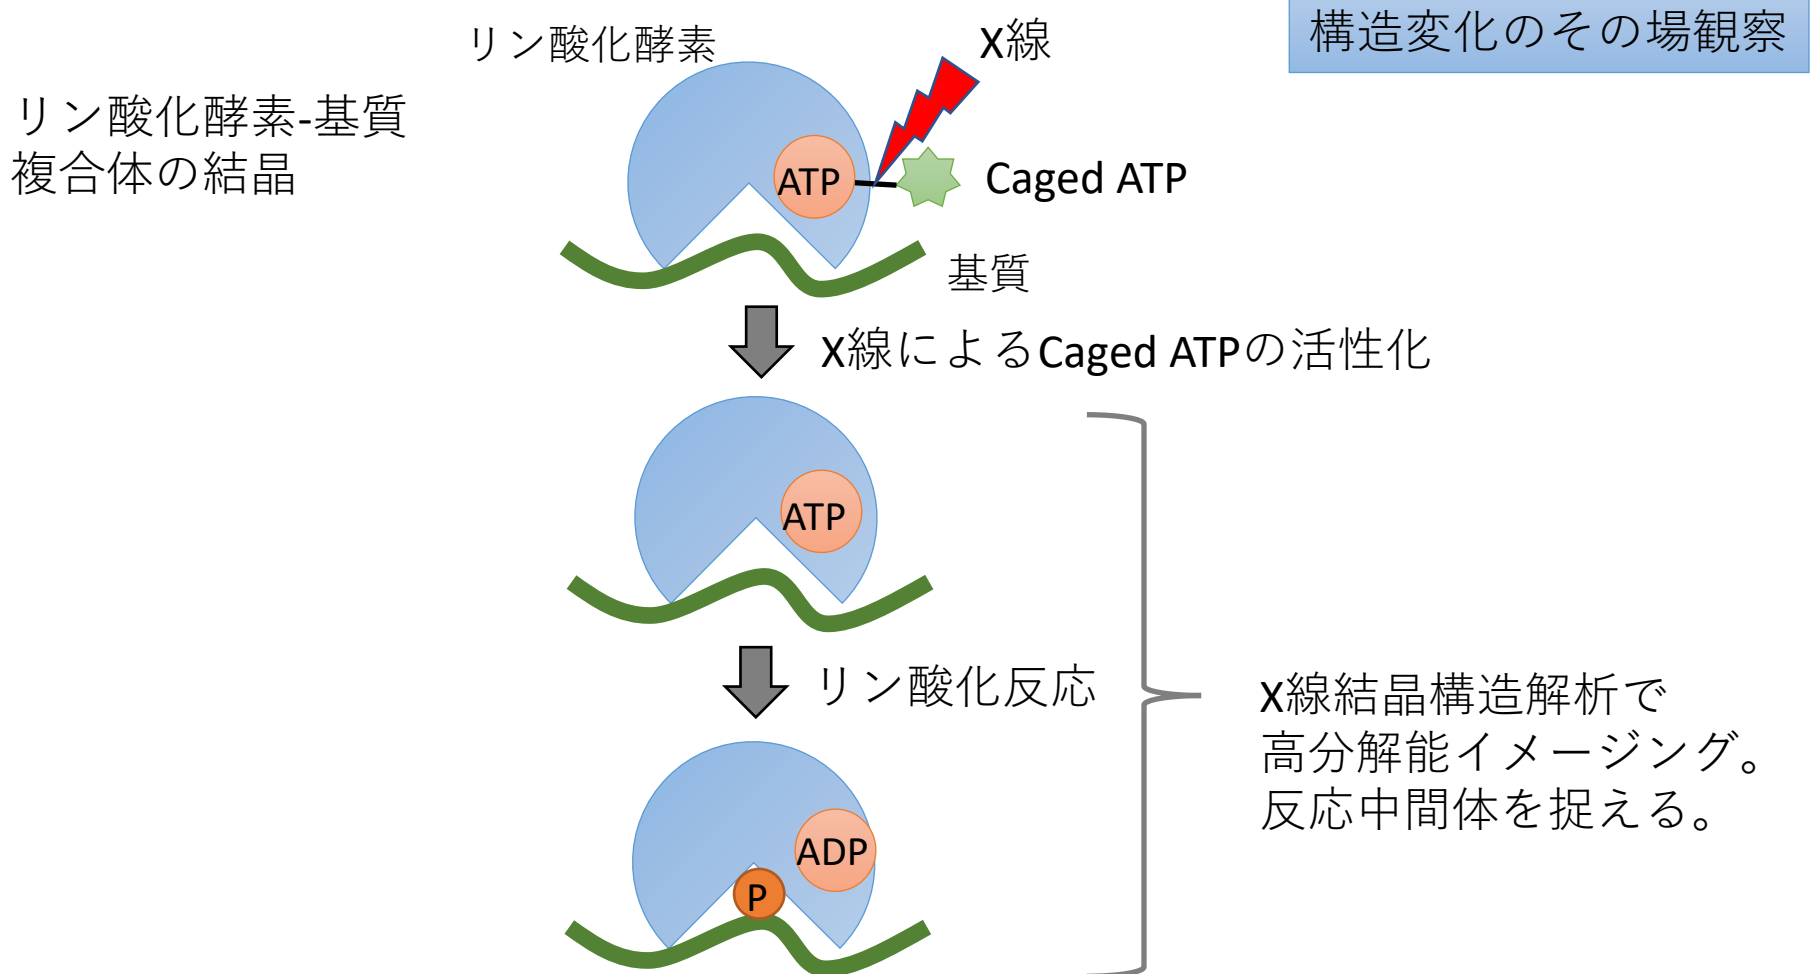 構造変化のその場観察
リン酸化酵素
X線
リン酸化酵素-基質
複合体の結晶
ATP
Caged ATP
基質
X線によるCaged ATPの活性化
ATP
リン酸化反応
X線結晶構造解析で
高分解能イメージング。
反応中間体を捉える。
ADP
P